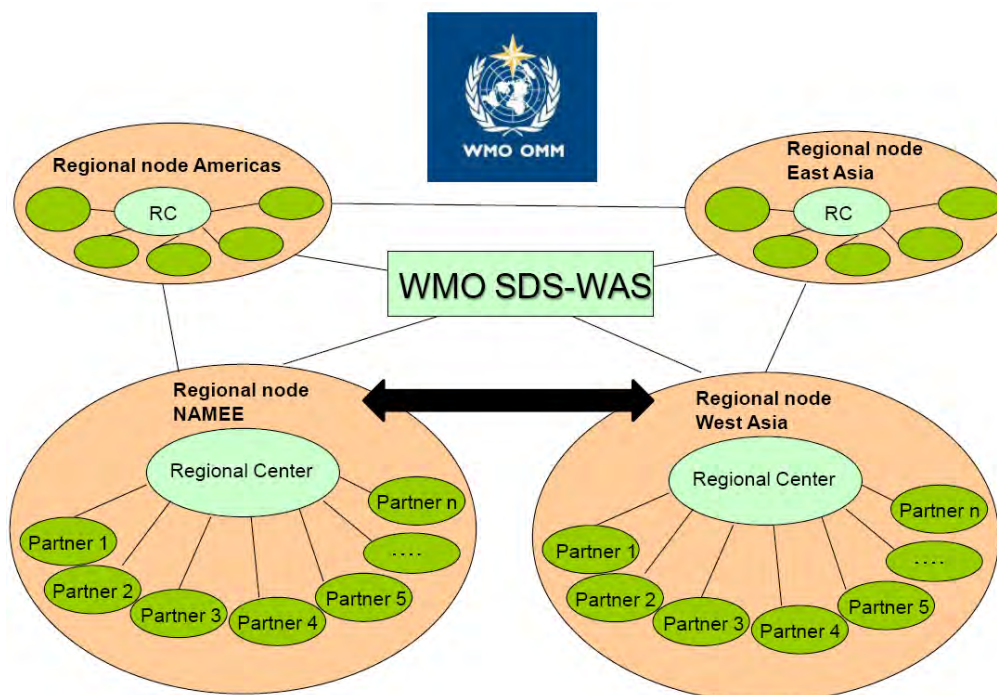 WMO OMM
Regional node Americas
RC
Regional node
East Asia
RC
WMO SDS-WAS
Regional node
NAMEE
Regional Center
Partner 1
Partner 2
Partner 3
Partner 4
Partner 5
....
Partner n
Regional node
West Asia
Regional Center
Partner 1
Partner 2
Partner 3
Partner 4
Partner 5
....
Partner n